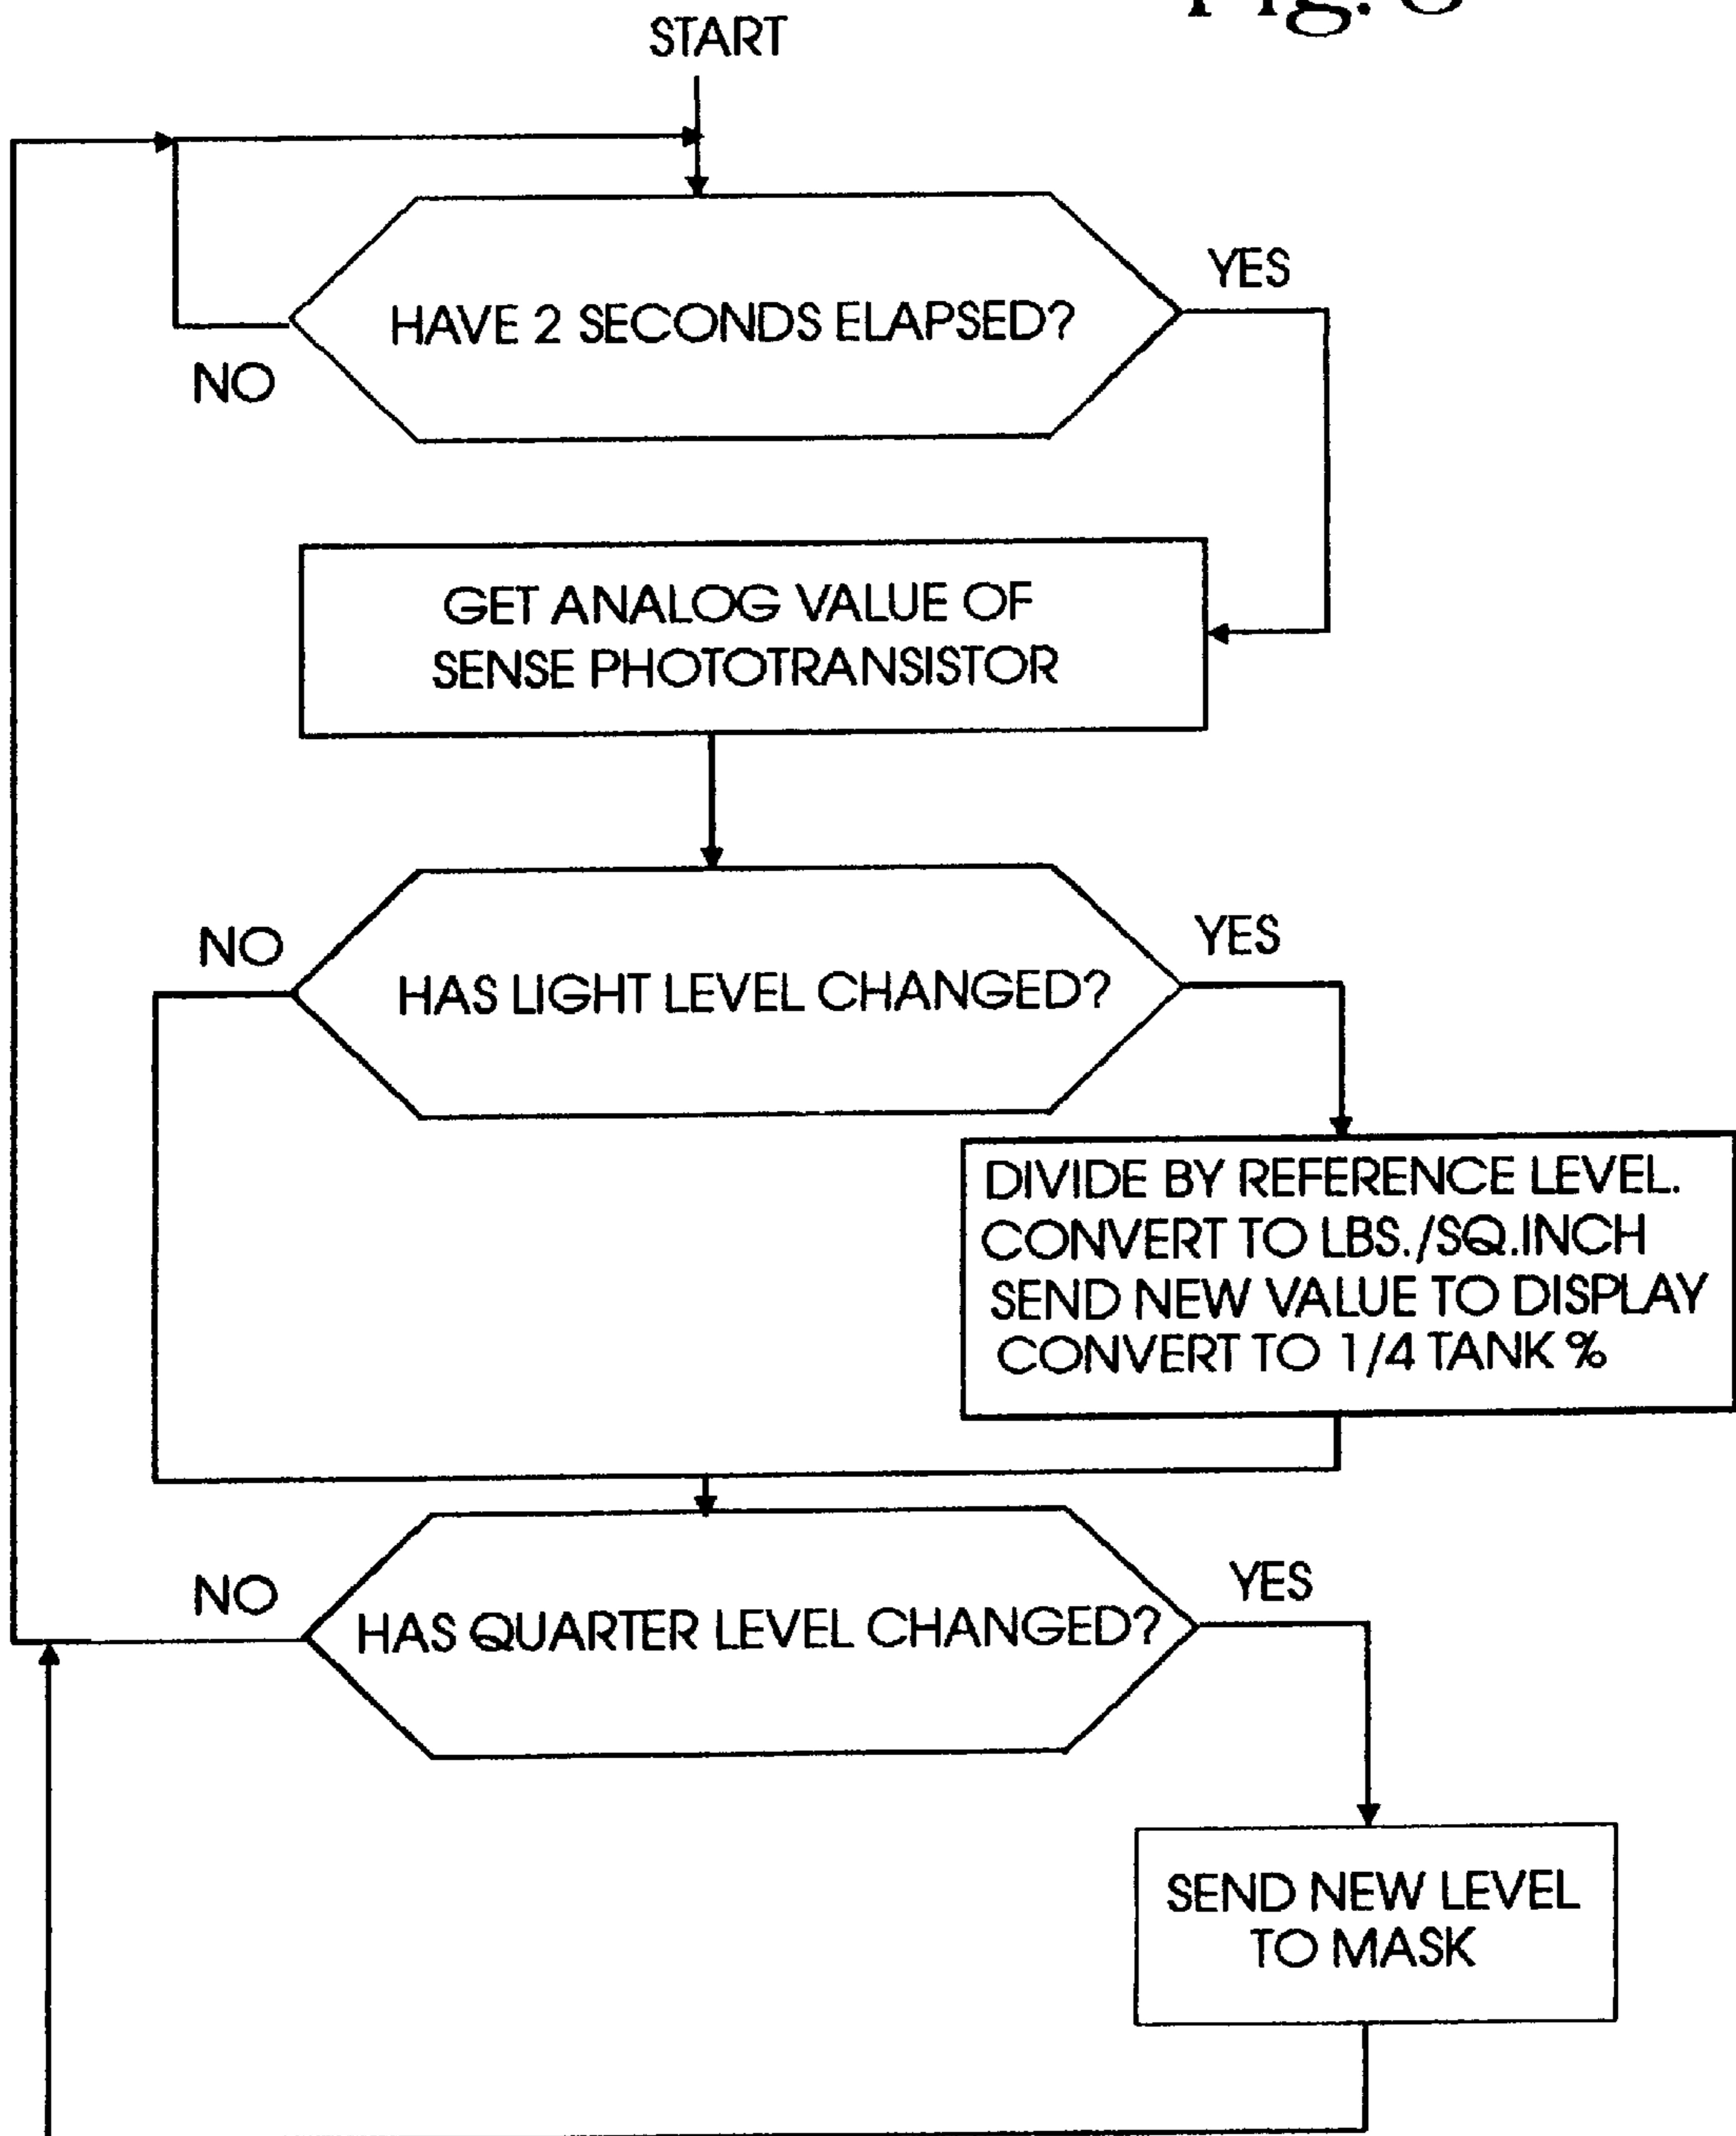 START
HAVE 2 SECONDS ELAPSED?
YES
NO
GET ANALOG VALUE OF
SENSE PHOTOTRANSISTOR
NO
YES
HAS LIGHT LEVEL CHANGED?
DIVIDE BY REFERENCE LEVEL.
CONVERT TO LBS./SQ.INCH
SEND NEW VALUE TO DISPLAY
CONVERT TO 1/4 TANK %
NO
YES
HAS QUARTER LEVEL CHANGED?
SEND NEW LEVEL
TO MASK